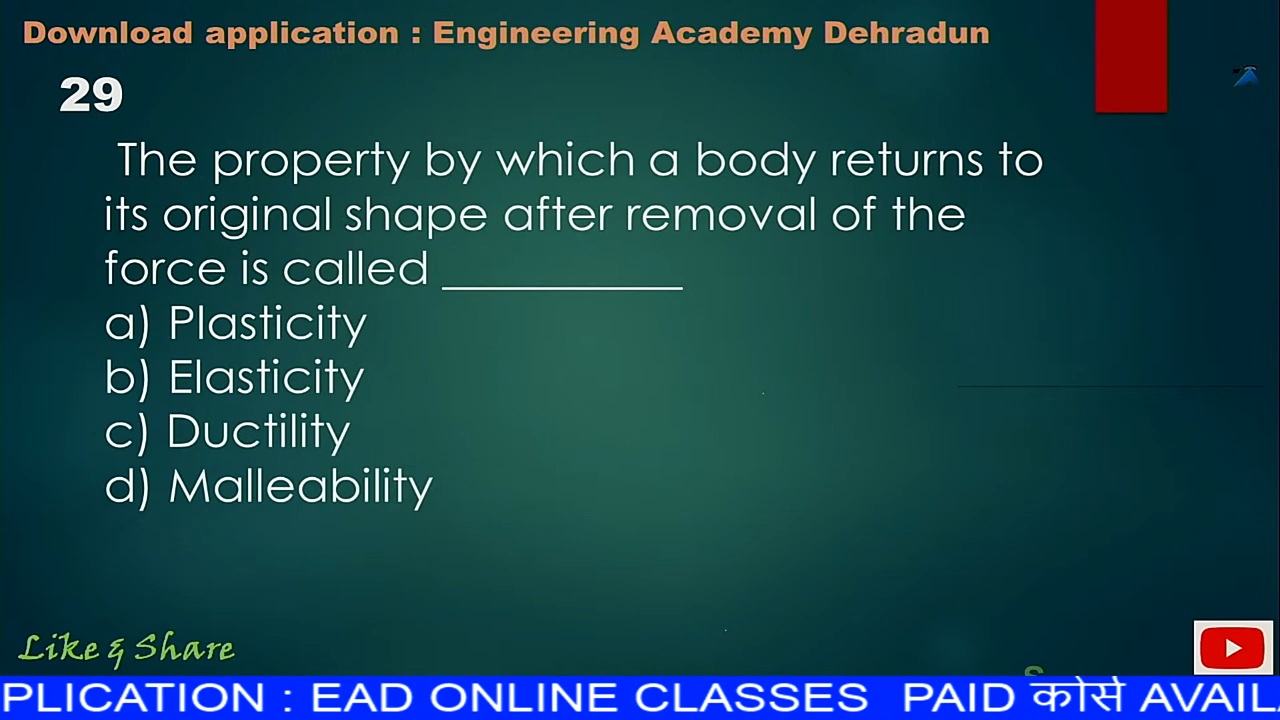 Download application : Engineering Academy Dehradun
29
The property by which a body returns to
its original shape after removal of the
force is called ___________
a) Plasticity
b) Elasticity
c) Ductility
d) Malleability
Like & Share
S
PLICATION : EAD ONLINE CLASSES PAID कोर्स AVAIL